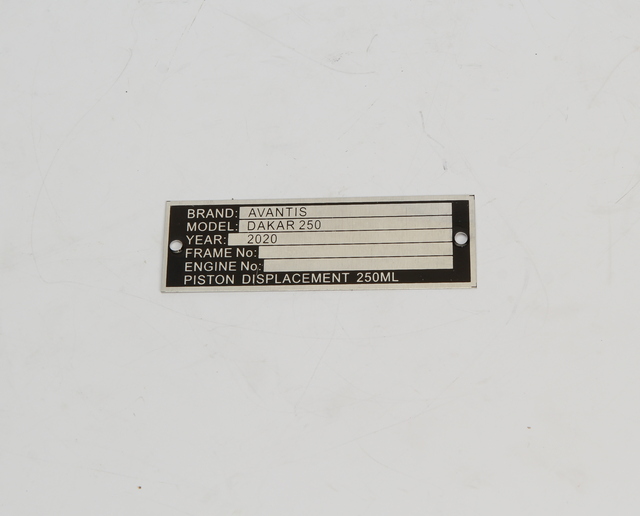 BRAND: AVANTIS
MODEL: DAKAR 250
YEAR: 2020
FRAME No:
ENGINE No:
PISTON DISPLACEMENT 250ML